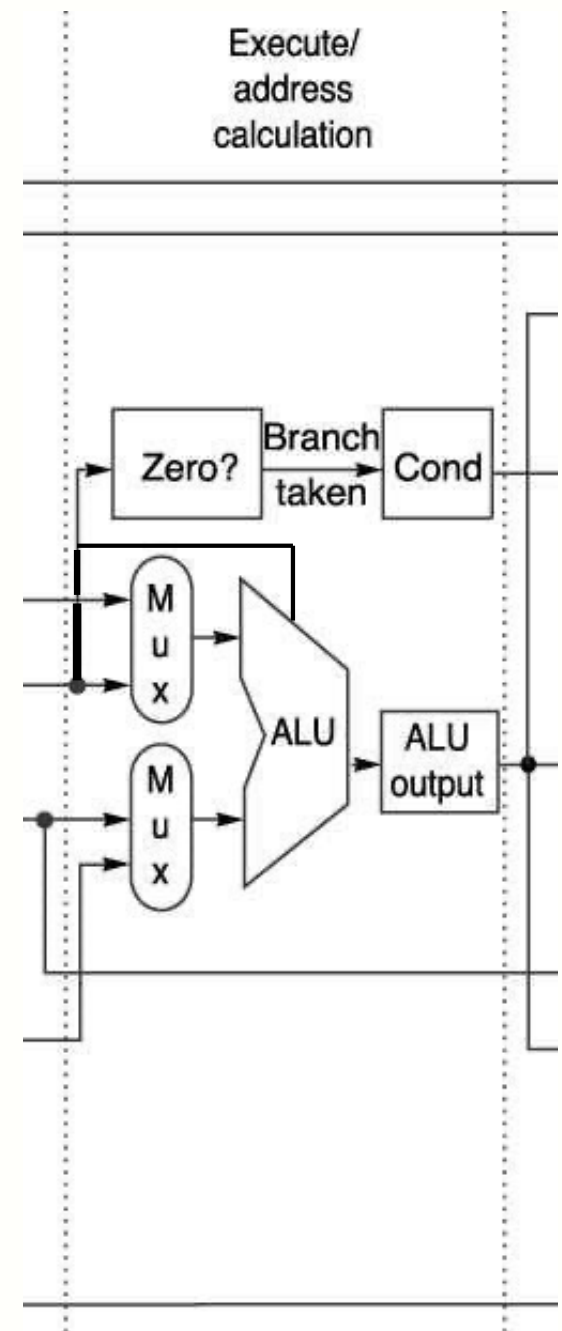 Execute/
address
calculation
Branch
Zero?
Cond
taken
M
u
x
ALU
ALU
output
M
u
x